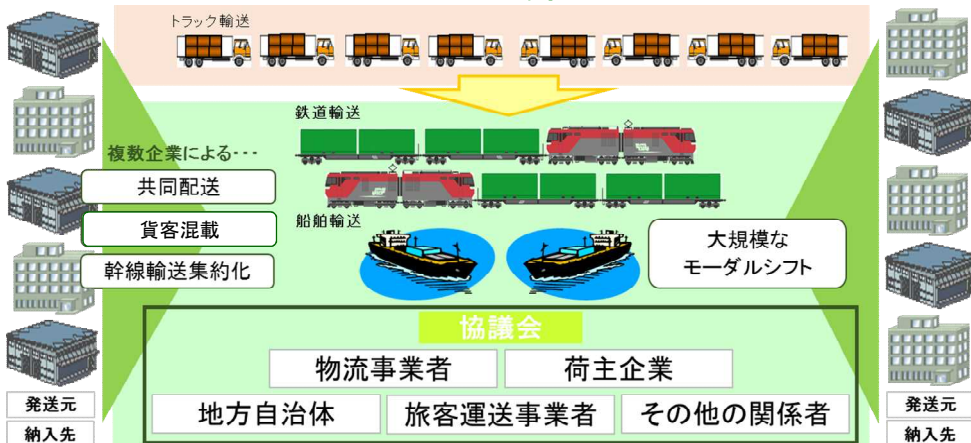 トラック輸送
鉄道輸送
複数企業による･･･
共同配送
貨客混載
幹線輸送集約化
船舶輸送
大規模な
モーダルシフト
協議会
物流事業者
荷主企業
地方自治体
旅客運送事業者
その他の関係者
発送元
納入先
発送元
納入先